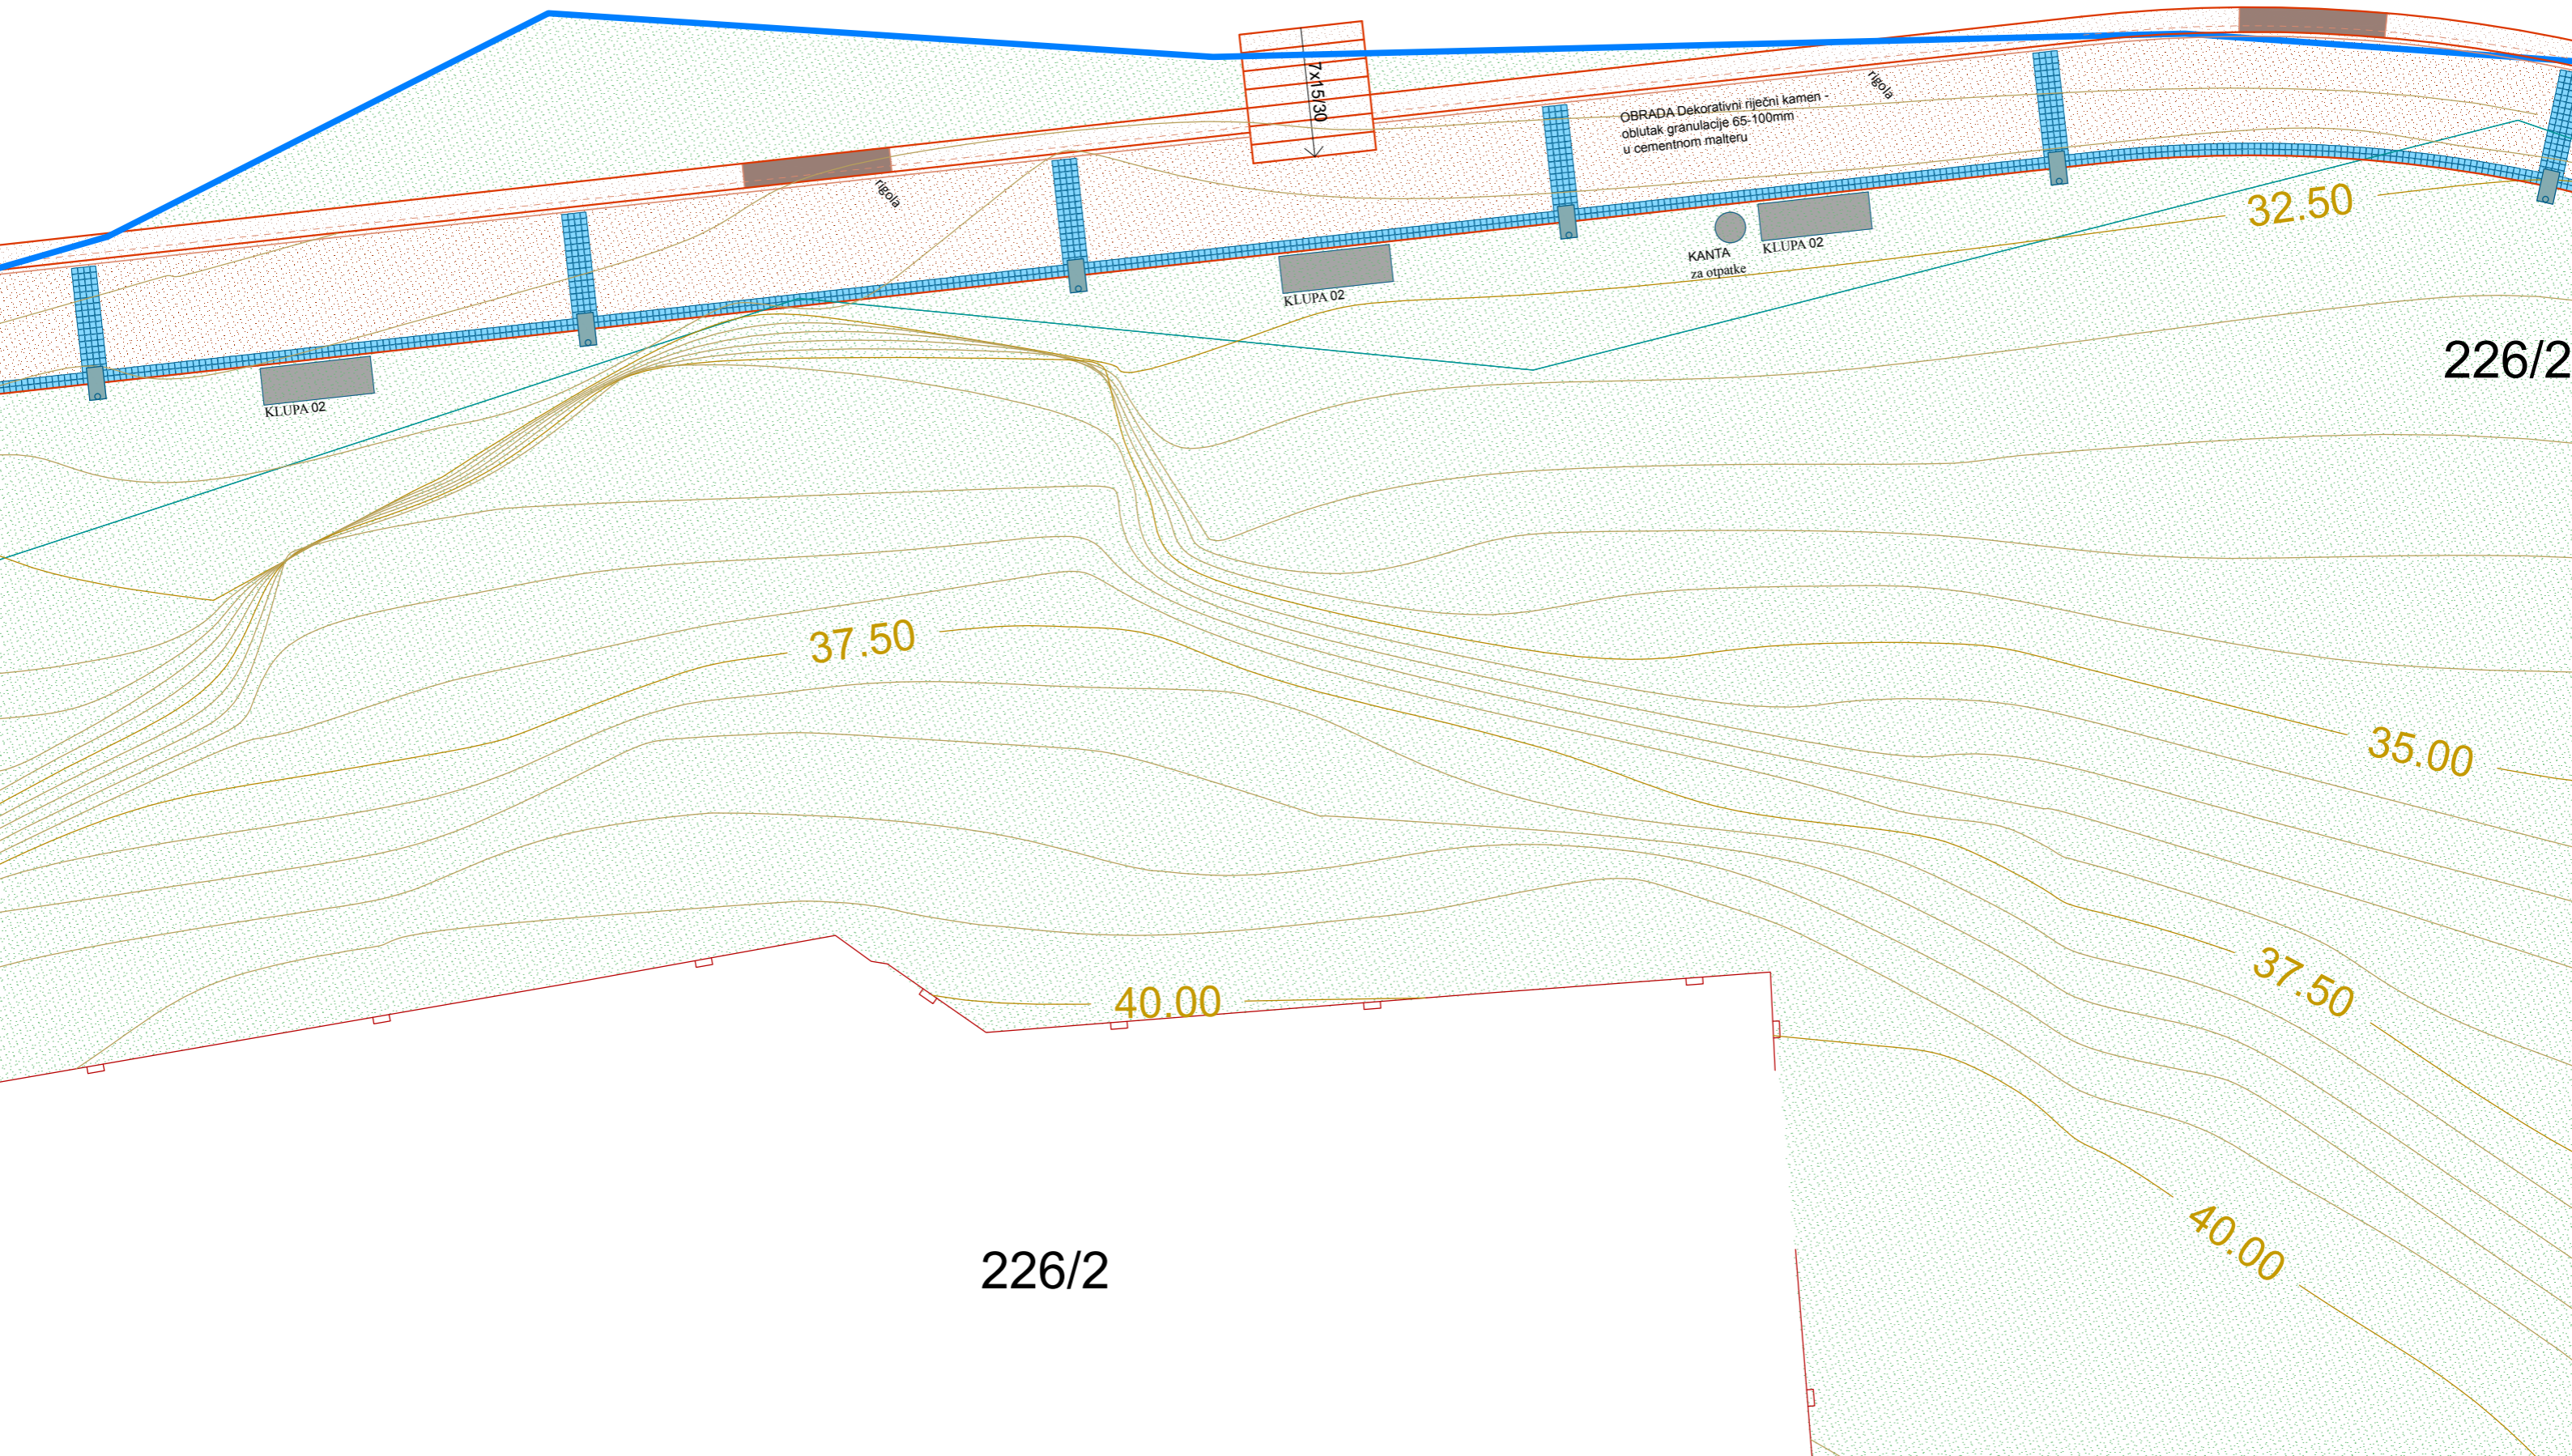 7x15/30
rigola
OBRADA Dekorativni riječni kamen -
oblutak granulacije 65-100mm
u cementnom malteru
rigola
32.50
KANTA
za otpatke
KLUPA 02
KLUPA 02
226/2
KLUPA 02
37.50
35.00
37.50
40.00
40.00
226/2